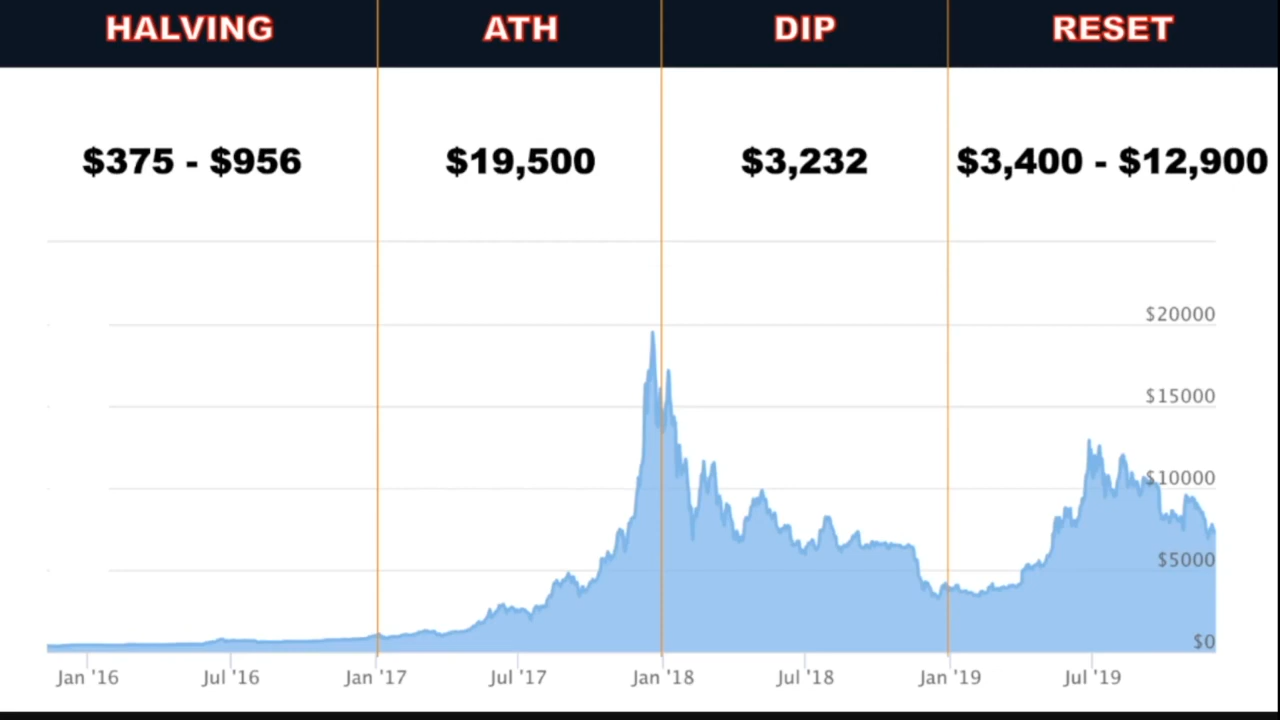 HALVING ATH DIP RESET
$375 - $956 $19,500 $3,232 $3,400 - $12,900
$20000
$15000
$10000
$5000
$0
Jan '16 Jul '16 Jan '17 Jul '17 Jan '18 Jul '18 Jan '19 Jul '19